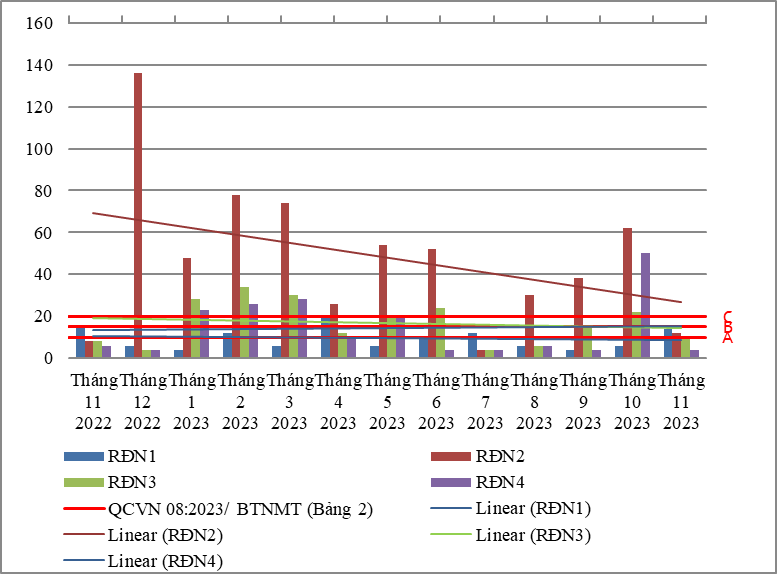 160
140
120
100
80
60
40
20
0
C
B
A
Tháng Tháng Tháng Tháng Tháng Tháng Tháng Tháng Tháng Tháng Tháng Tháng Tháng
11 12 1 2 3 4 5 6 7 8 9 10 11
2022 2022 2023 2023 2023 2023 2023 2023 2023 2023 2023 2023 2023
RĐN1 RĐN2
RĐN3 RĐN4
QCVN 08:2023/ BTNMT (Bảng 2) Linear (RĐN1)
Linear (RĐN2) Linear (RĐN3)
Linear (RĐN4)